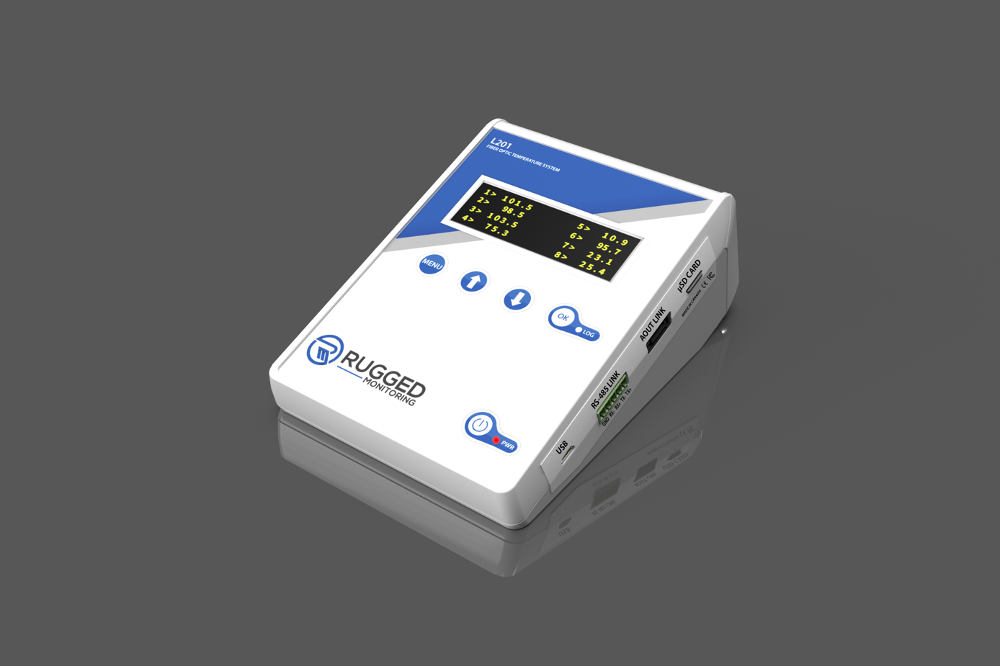 L201
FIBER OPTIC TEMPERATURE SYSTEM
1> 101.5
2> 98.5
3> 103.5
4> 75.3
5> 10.9
6> 95.7
7> 23.1
8> 25.4
MENU
OK
LOG
RUGGED
MONITORING
PWR
µSD CARD
MADE IN CANADA
CE FC
AOUT LINK
RS-485 LINK
GND RX- RX+ TX- TX+
USB